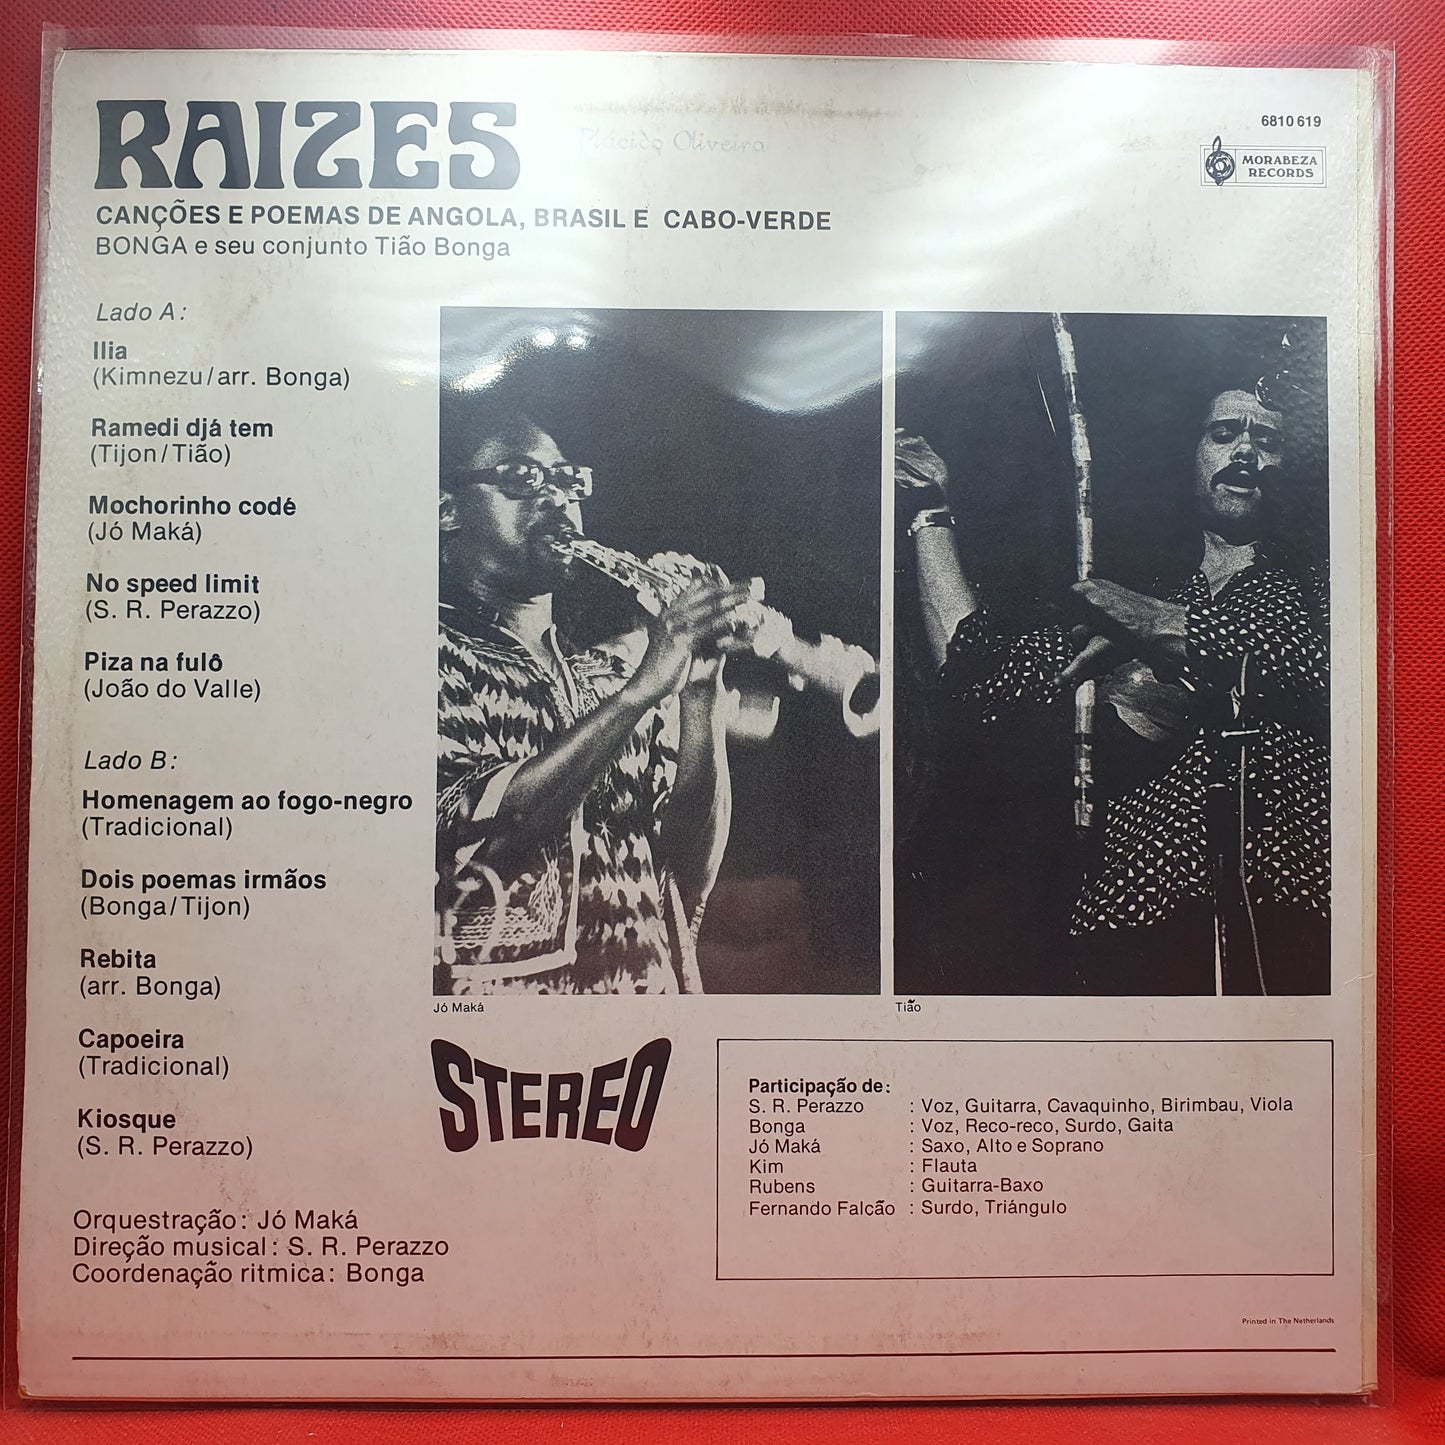 RAIZES
Plácido Oliveira
6810 619
MORABEZA
RECORDS
CANÇÕES E POEMAS DE ANGOLA, BRASIL E CABO-VERDE
BONGA e seu conjunto Tião Bonga
Lado A:
Ilia
(Kimnezu/arr. Bonga)
Ramedi djá tem
(Tijon/Tião)
Mochorinho codé
(Jó Maká)
No speed limit
(S. R. Perazzo)
Piza na fulô
(João do Valle)
Lado B:
Homenagem ao fogo-negro
(Tradicional)
Dois poemas irmãos
(Bonga/Tijon)
Rebita
(arr. Bonga)
Capoeira
(Tradicional)
Kiosque
(S. R. Perazzo)
Orquestração: Jó Maká
Direção musical: S. R. Perazzo
Coordenação ritmica: Bonga
Jó Maká
Tião
STEREO
Participação de:
S. R. Perazzo : Voz, Guitarra, Cavaquinho, Birimbau, Viola
Bonga : Voz, Reco-reco, Surdo, Gaita
Jó Maká : Saxo, Alto e Soprano
Kim : Flauta
Rubens : Guitarra-Baxo
Fernando Falcão : Surdo, Triángulo
Printed in The Netherlands